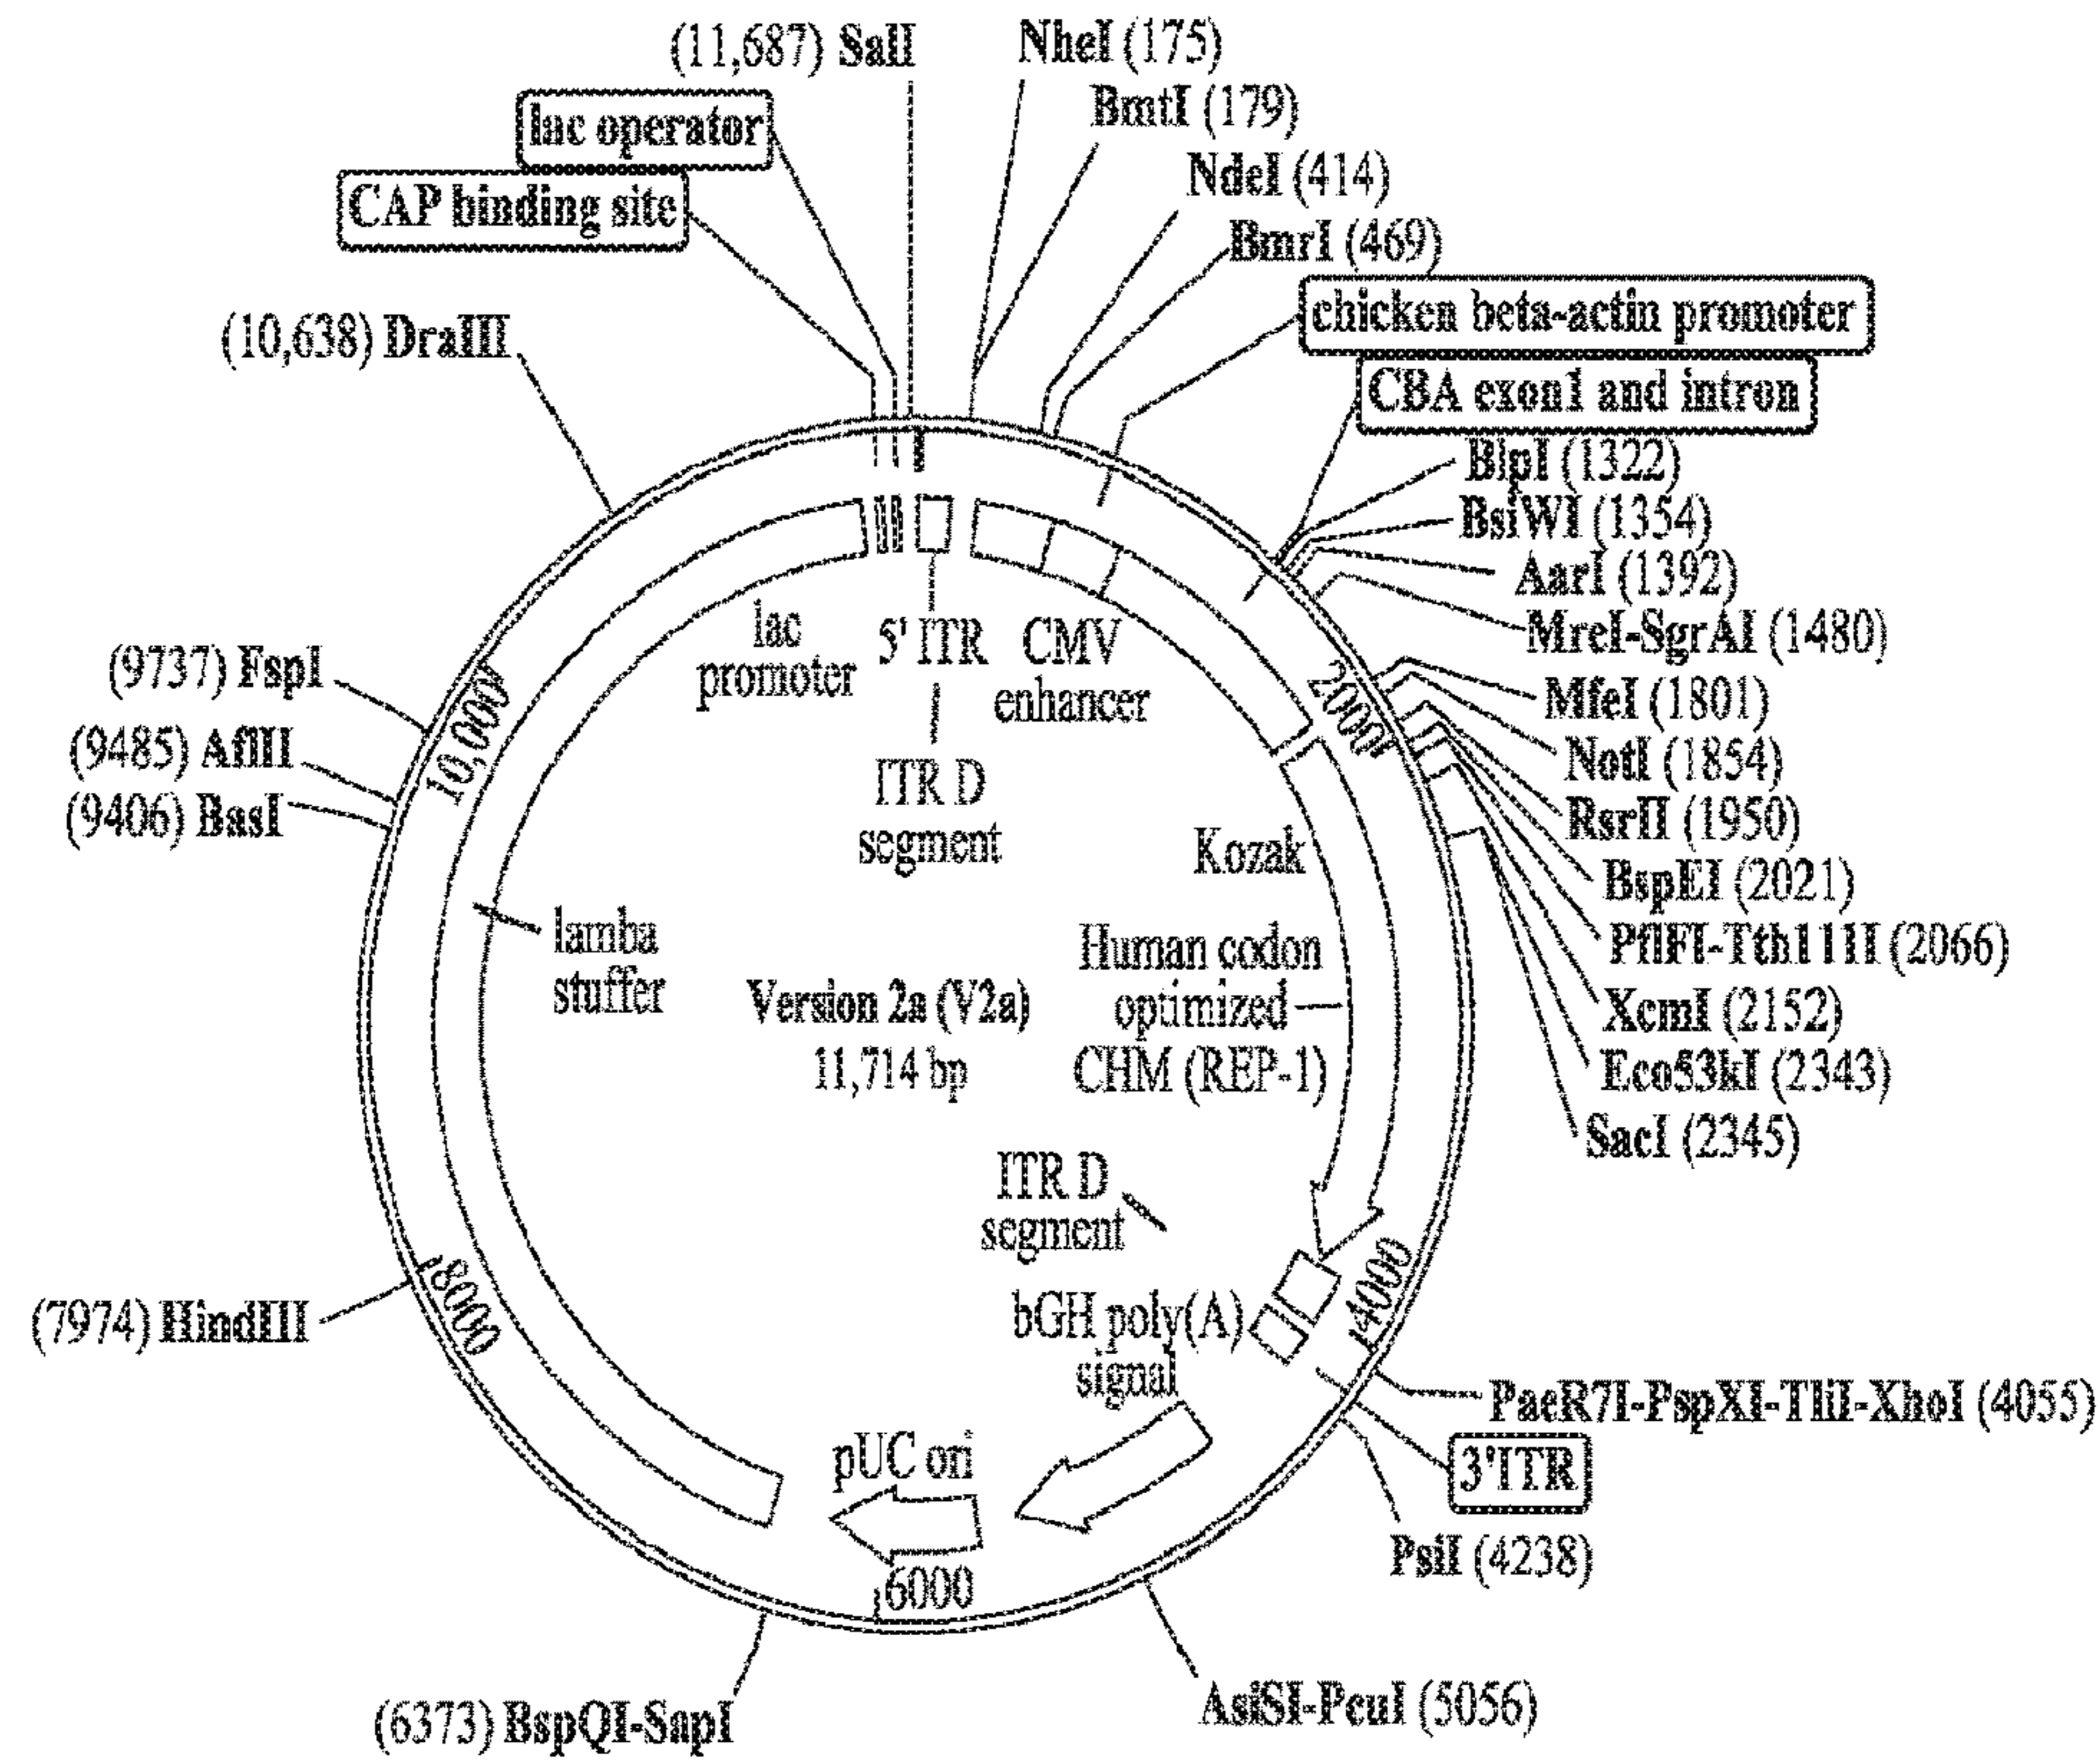 (11,687) SalI
NheI (175)
BmtI (179)
lac operator
NdeI (414)
CAP binding site
BmrI (469)
chicken beta-actin promoter
(10,638) DraIII
CBA exon1 and intron
BlpI (1322)
BsiWI (1354)
AarI (1392)
MreI-SgrAI (1480)
lac
promoter
5' ITR
CMV
enhancer
2000
MfeI (1801)
(9737) FspI
10,000
NotI (1854)
(9485) AflII
ITR D
segment
RsrII (1950)
(9406) BasI
Kozak
BspEI (2021)
PflFI-Tth111I (2066)
lamba
stuffer
Human codon
optimized
CHM (REP-1)
Version 2a (V2a)
11,714 bp
XcmI (2152)
Eco53kI (2343)
SacI (2345)
ITR D
segment
4000
(7974) HindIII
8000
bGH poly(A)
signal
PaeR7I-PspXI-TliI-XhoI (4055)
pUC ori
3'ITR
PsiI (4238)
6000
AsiSI-PcuI (5056)
(6373) BspQI-SapI